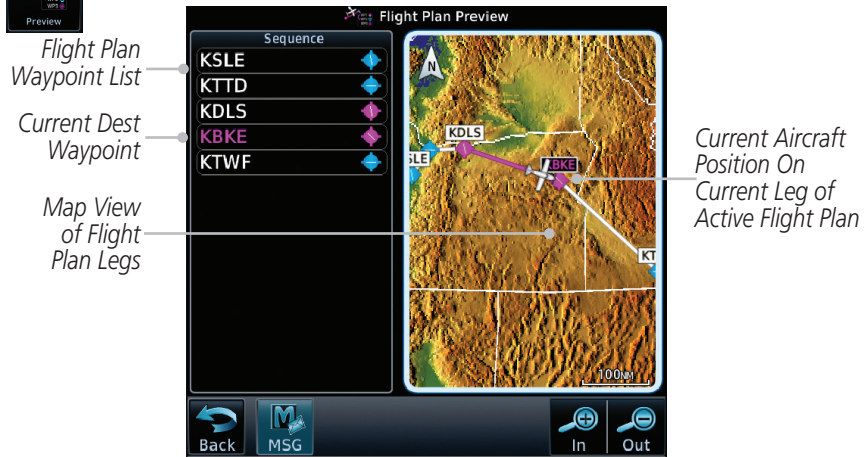 Preview
Flight Plan Preview
Flight Plan
Waypoint List
Current Dest
Waypoint
Map View
of Flight
Plan Legs
Sequence
KSLE
KTTD
KDLS
KBKE
KTWF
N
KDLS
SLE
KBKE
KT
100NM
Current Aircraft
Position On
Current Leg of
Active Flight Plan
Back
MSG
In
Out